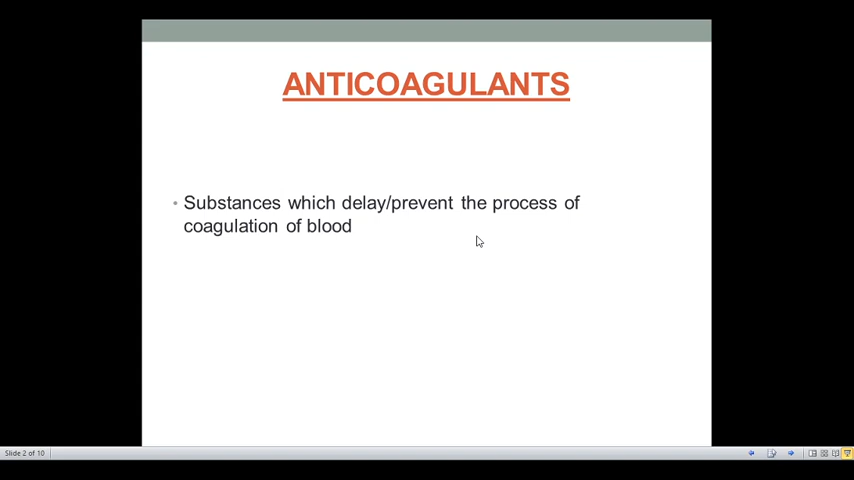 ANTICOAGULANTS
• Substances which delay/prevent the process of
coagulation of blood
Slide 2 of 10